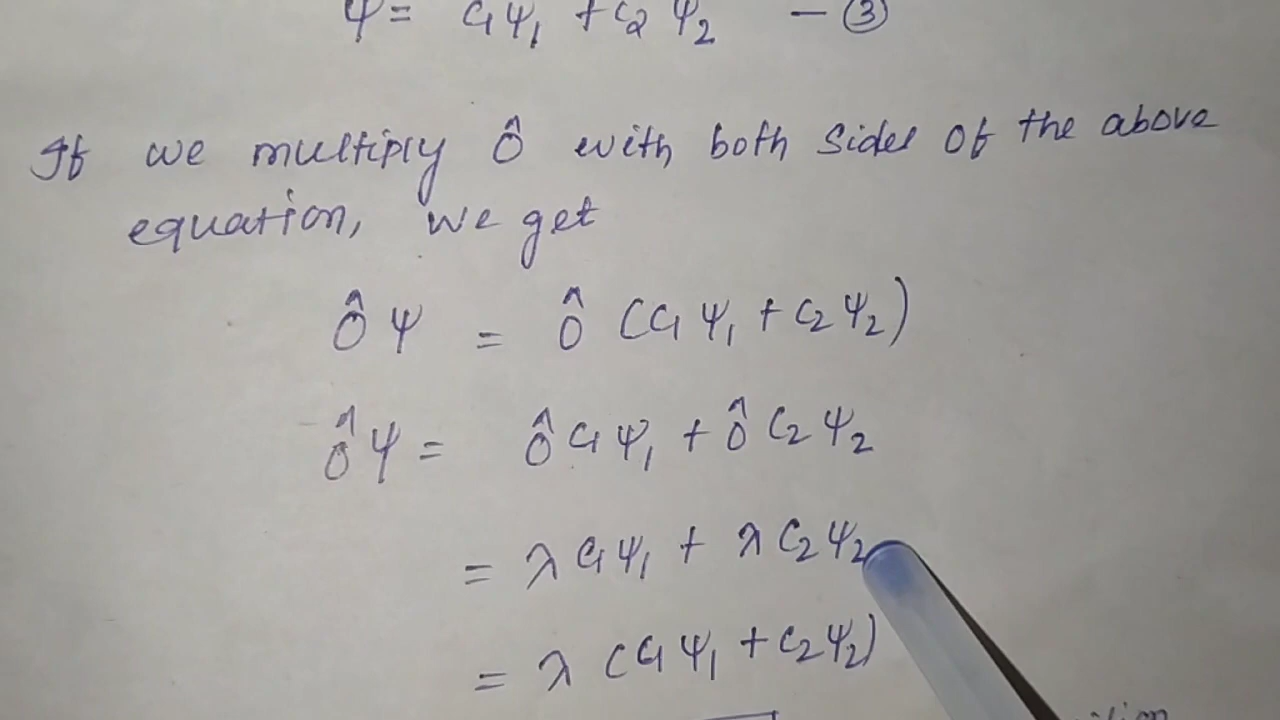 ψ = C₁ψ₁ + C₂ψ₂ — ③
If we multiply Ô with both sides of the above
equation, we get
Ôψ = Ô (C₁ψ₁ + C₂ψ₂)
Ôψ = ÔC₁ψ₁ + ÔC₂ψ₂
= λC₁ψ₁ + λC₂ψ₂
= λ (C₁ψ₁ + C₂ψ₂)